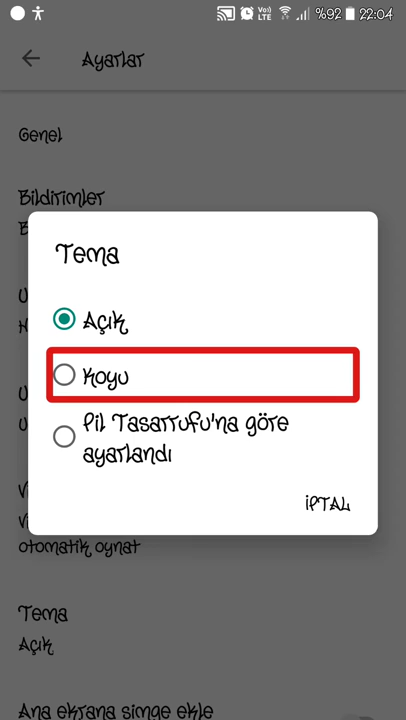 %92 22:04
Ayarlar
Genel
Bildirimler
Tema
Açık
Koyu
Pil Tasarrufu'na göre
ayarlandı
İPTAL
otomatik oynat
Tema
Açık
Ana ekrana simge ekle